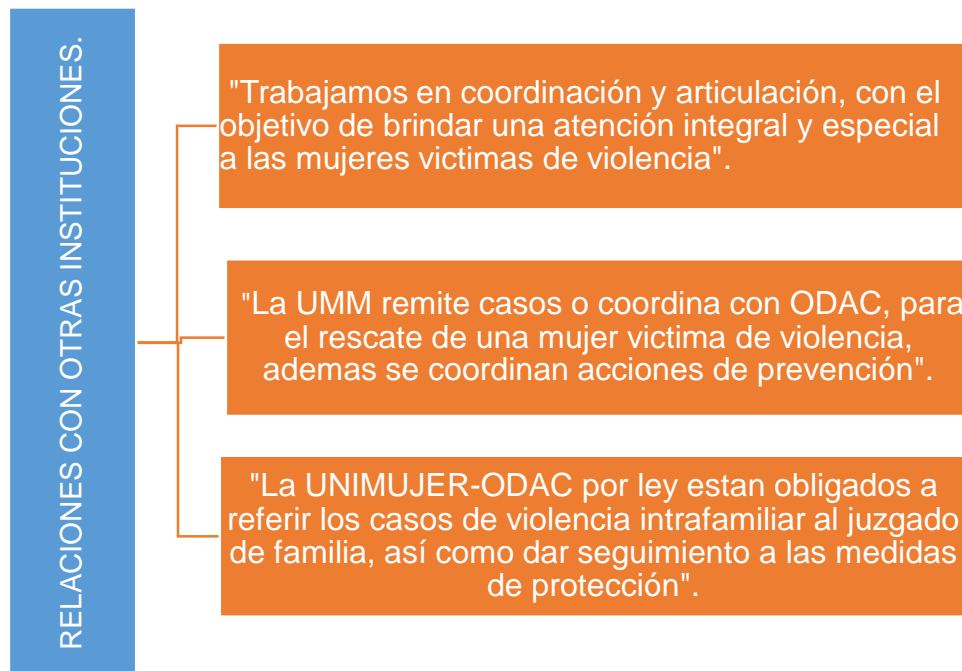 RELACIONES CON OTRAS INSTITUCIONES.
"Trabajamos en coordinación y articulación, con el
objetivo de brindar una atención integral y especial
a las mujeres victimas de violencia".
"La UMM remite casos o coordina con ODAC, para
el rescate de una mujer victima de violencia,
ademas se coordinan acciones de prevención".
"La UNIMUJER-ODAC por ley estan obligados a
referir los casos de violencia intrafamiliar al juzgado
de familia, así como dar seguimiento a las medidas
de protección".